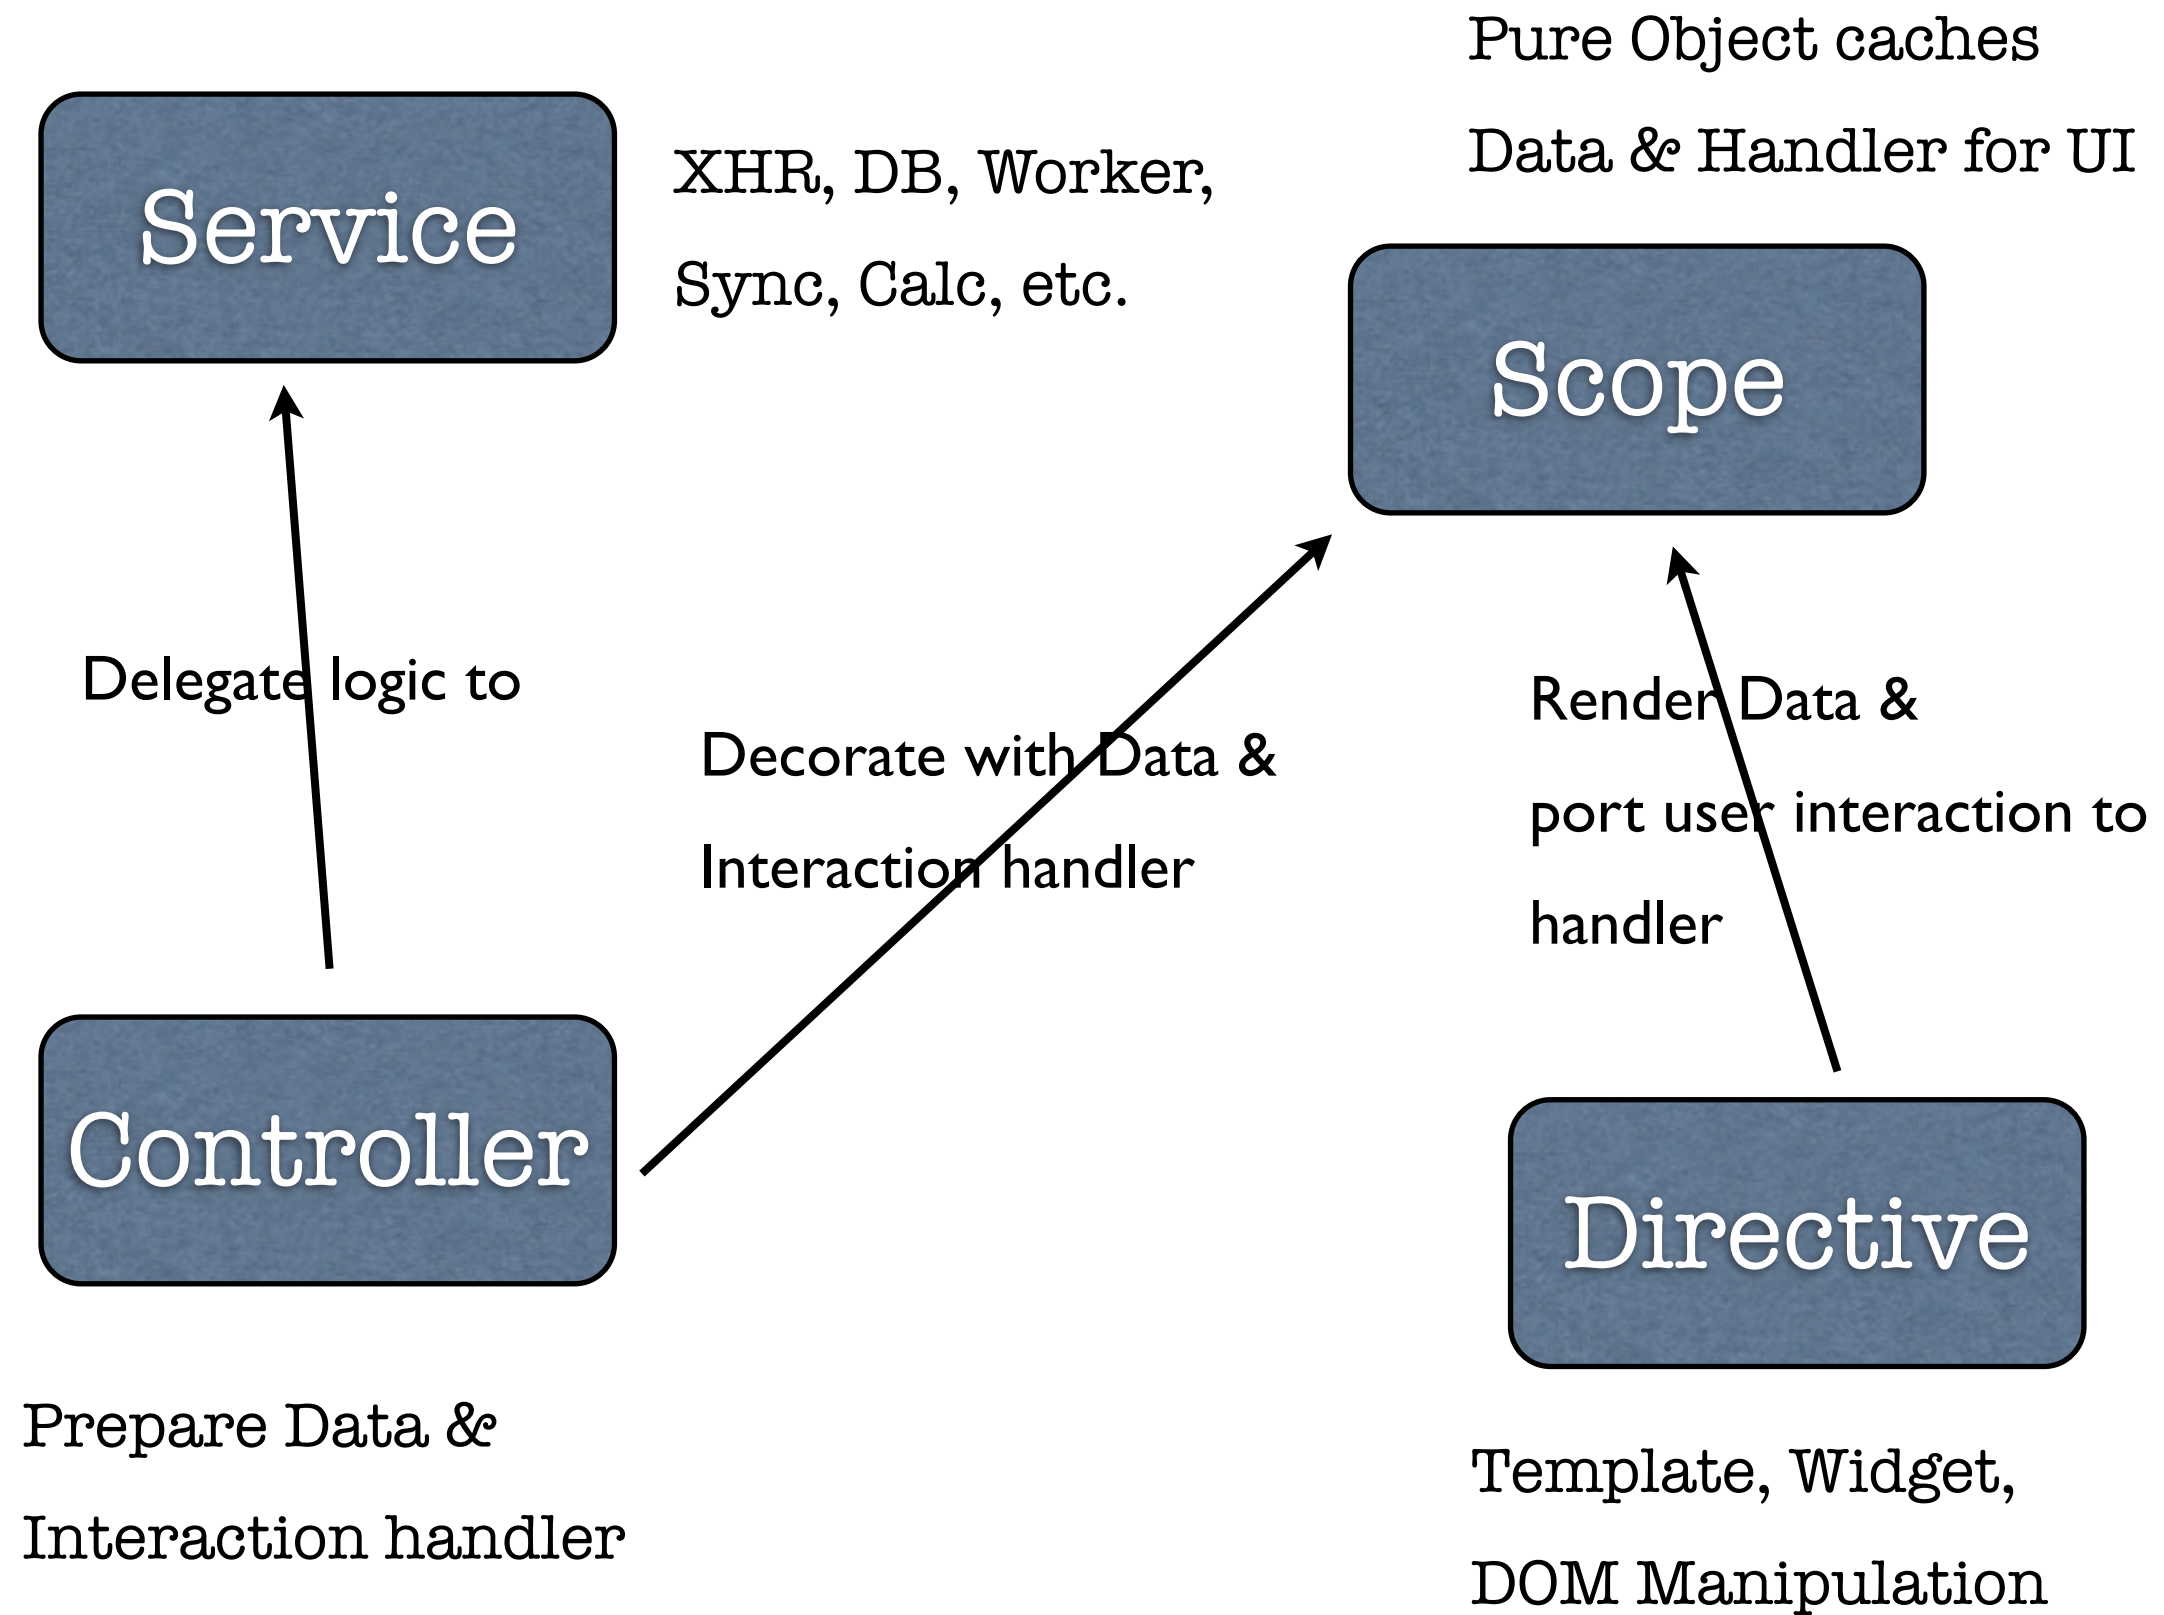 Pure Object caches
Data & Handler for UI
Service
XHR, DB, Worker,
Sync, Calc, etc.
Scope
Delegate logic to
Decorate with Data &
Interaction handler
Render Data &
port user interaction to
handler
Controller
Directive
Prepare Data &
Interaction handler
Template, Widget,
DOM Manipulation